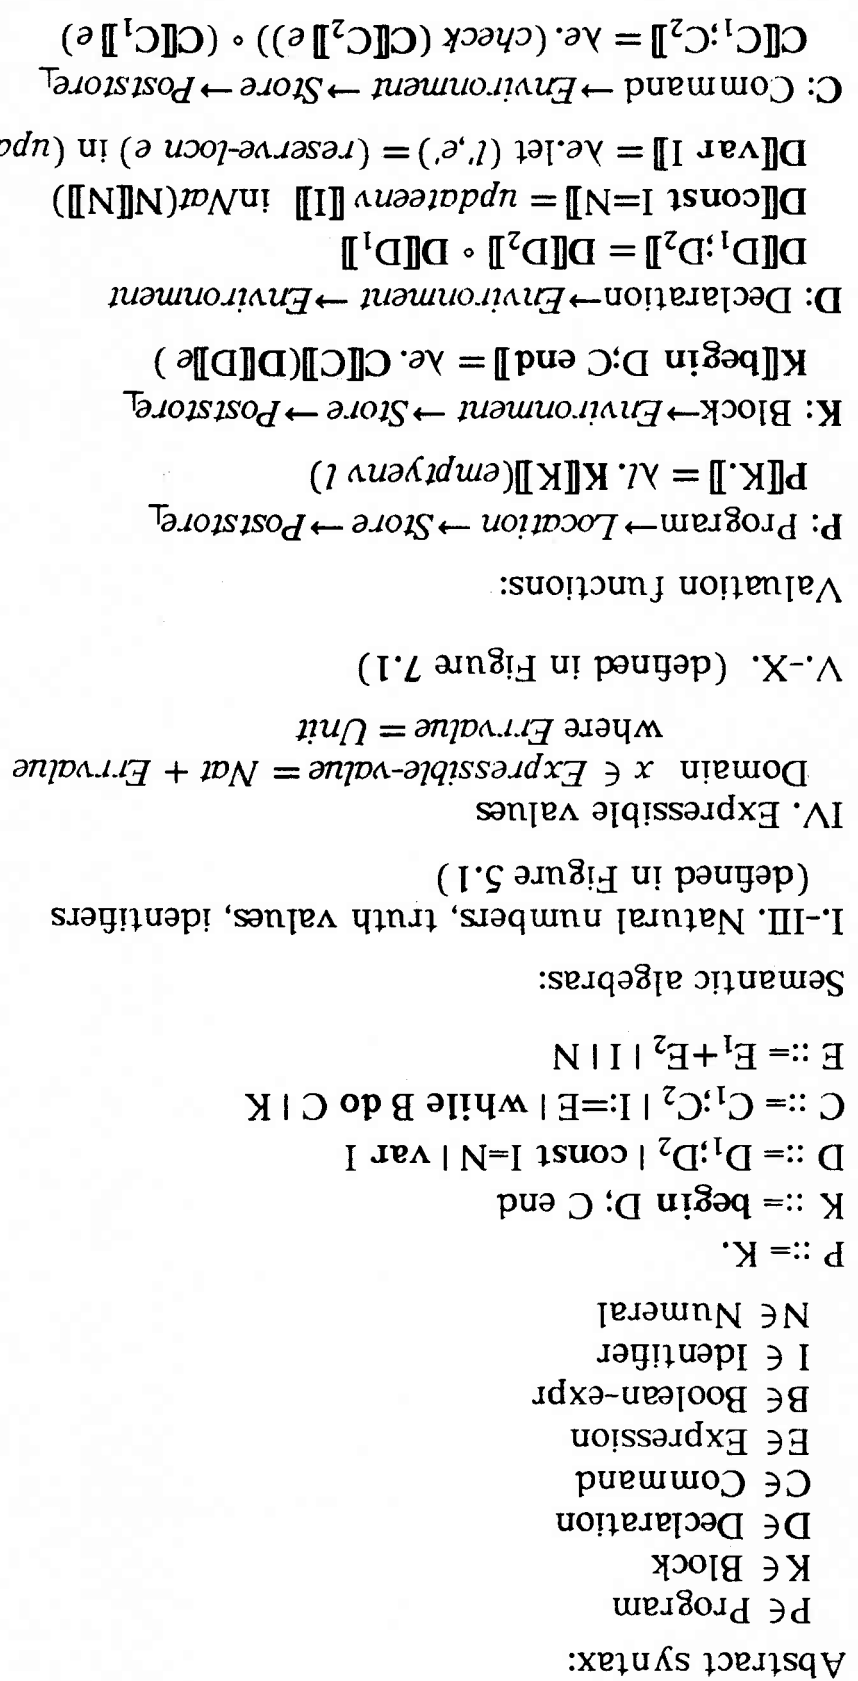 Abstract syntax:
P∈ Program
K∈ Block
D∈ Declaration
C∈ Command
E∈ Expression
B∈ Boolean-expr
I ∈ Identifier
N∈ Numeral
P ::= K.
K ::= begin D; C end
D ::= D₁;D₂ | const I=N | var I
C ::= C₁;C₂ | I:=E | while B do C | K
E ::= E₁+E₂ | I | N
Semantic algebras:
I.-III. Natural numbers, truth values, identifiers
(defined in Figure 5.1)
IV. Expressible values
Domain x ∈ Expressible-value = Nat + Errvalue
where Errvalue = Unit
V.-X. (defined in Figure 7.1)
Valuation functions:
P: Program→Location→Store→Poststore⊥
P⟦K.⟧ = λl. K⟦K⟧(emptyenv l)
K: Block→Environment→Store→Poststore⊥
K⟦begin D;C end⟧ = λe. C⟦C⟧(D⟦D⟧e )
D: Declaration→Environment→Environment
D⟦D₁;D₂⟧ = D⟦D₂⟧ ∘ D⟦D₁⟧
D⟦const I=N⟧ = updateenv ⟦I⟧ inNat(N⟦N⟧)
D⟦var I⟧ = λe.let (l′,e′) = (reserve-locn e) in (
C: Command→Environment→Store→Poststore⊥
C⟦C₁;C₂⟧ = λe. (check (C⟦C₂⟧ e)) ∘ (C⟦C₁⟧ e)